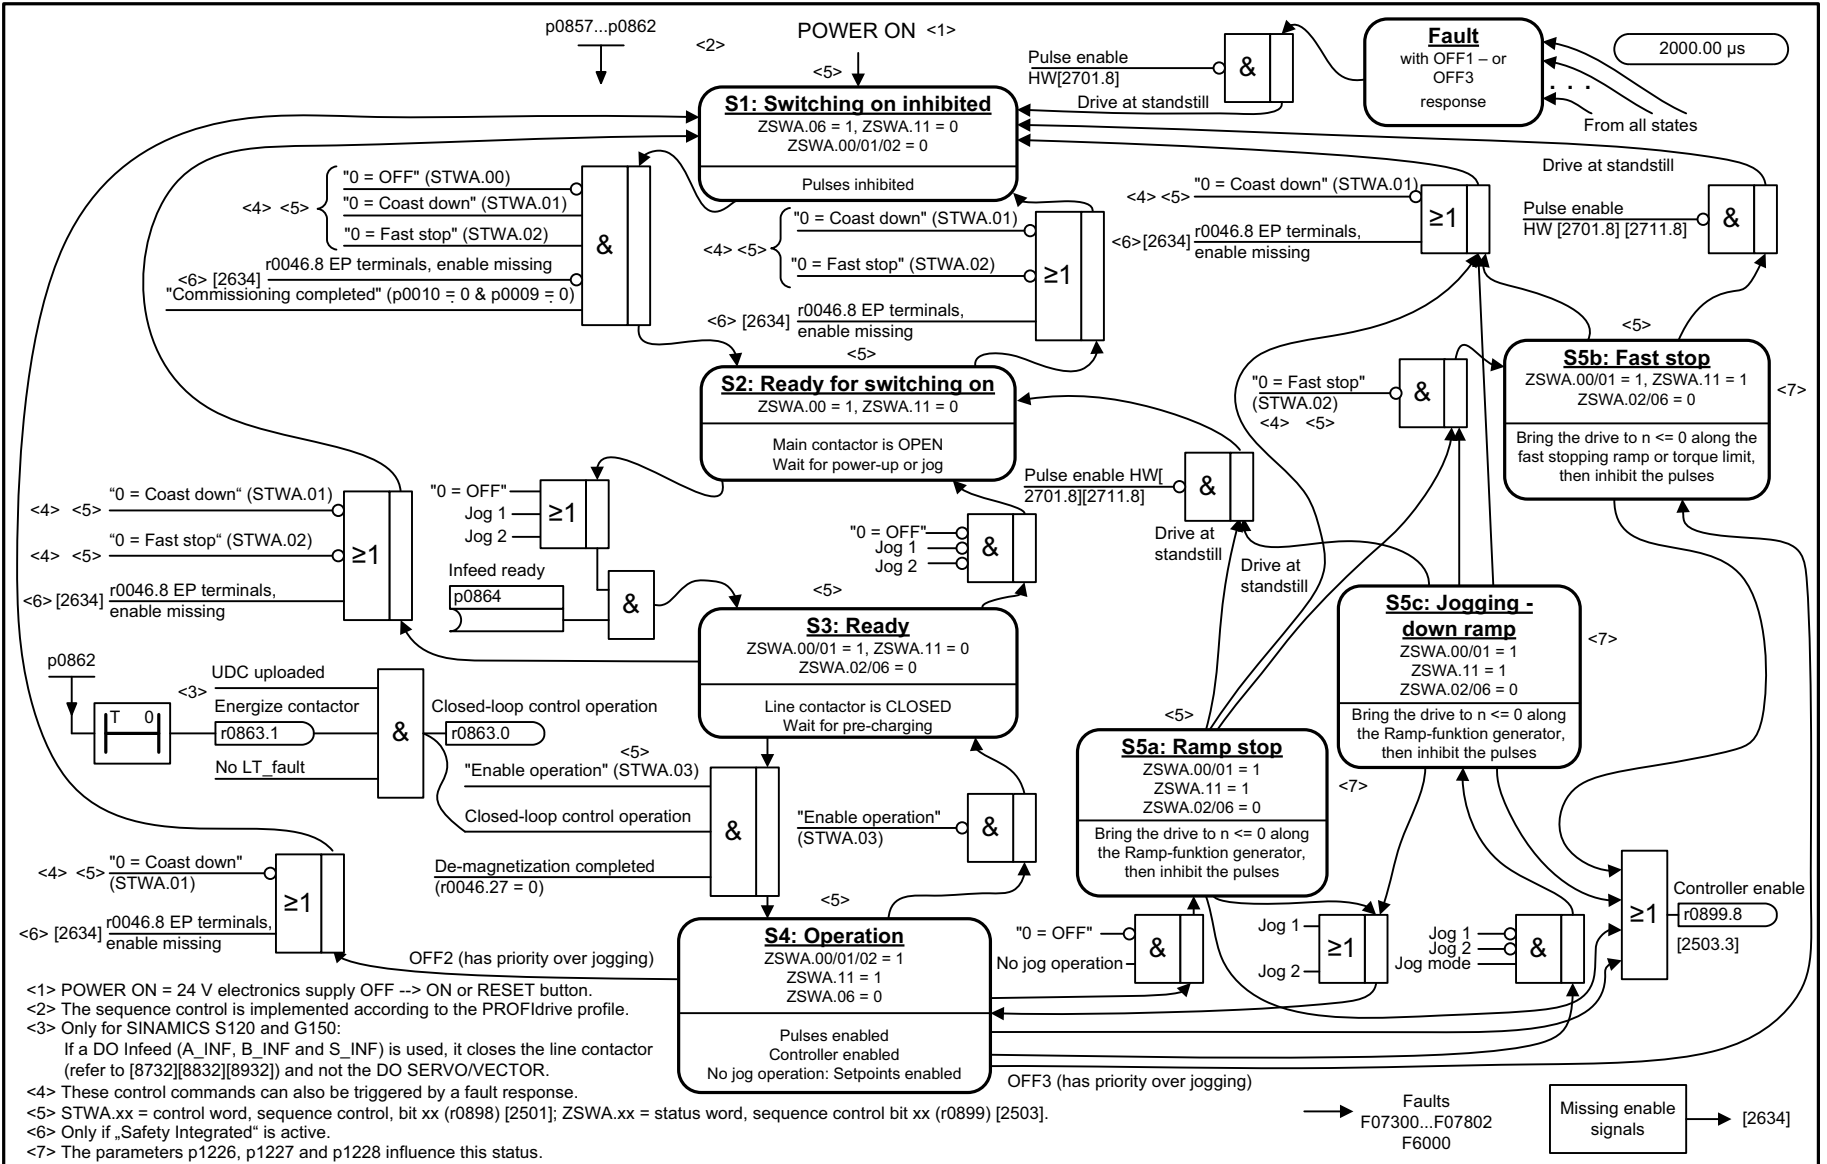 p0857...p0862
<2>
POWER ON <1>
<5>
S1: Switching on inhibited
ZSWA.06 = 1, ZSWA.11 = 0
ZSWA.00/01/02 = 0
Pulses inhibited
Pulse enable
HW[2701.8]
&
Drive at standstill
Fault
with OFF1 – or
OFF3
response
2000.00 µs
. . .
From all states
<4> <5>
"0 = OFF" (STWA.00)
"0 = Coast down" (STWA.01)
"0 = Fast stop" (STWA.02)
<6> [2634]
r0046.8 EP terminals, enable missing
"Commissioning completed" (p0010 = 0 & p0009 = 0)
&
<4> <5>
"0 = Coast down" (STWA.01)
"0 = Fast stop" (STWA.02)
<6> [2634]
r0046.8 EP terminals,
enable missing
≥1
<4> <5>
"0 = Coast down" (STWA.01)
<6>[2634]
r0046.8 EP terminals,
enable missing
≥1
Drive at standstill
Pulse enable
HW [2701.8] [2711.8]
&
<5>
S2: Ready for switching on
ZSWA.00 = 1, ZSWA.11 = 0
Main contactor is OPEN
Wait for power-up or jog
"0 = Fast stop"
(STWA.02)
<4> <5>
&
<5>
S5b: Fast stop
ZSWA.00/01 = 1, ZSWA.11 = 1
ZSWA.02/06 = 0
Bring the drive to n <= 0 along the
fast stopping ramp or torque limit,
then inhibit the pulses
<7>
<4> <5>
“0 = Coast down“ (STWA.01)
<4> <5>
“0 = Fast stop“ (STWA.02)
<6> [2634]
r0046.8 EP terminals,
enable missing
≥1
"0 = OFF"
Jog 1
Jog 2
≥1
Infeed ready
p0864
&
"0 = OFF"
Jog 1
Jog 2
&
Pulse enable HW[
2701.8][2711.8]
&
Drive at
standstill
Drive at
standstill
<5>
S3: Ready
ZSWA.00/01 = 1, ZSWA.11 = 0
ZSWA.02/06 = 0
Line contactor is CLOSED
Wait for pre-charging
S5c: Jogging -
down ramp
ZSWA.00/01 = 1
ZSWA.11 = 1
ZSWA.02/06 = 0
Bring the drive to n <= 0 along
the Ramp-funktion generator,
then inhibit the pulses
<7>
p0862
T 0
<3>
UDC uploaded
Energize contactor
r0863.1
No LT_fault
&
Closed-loop control operation
r0863.0
<5>
"Enable operation" (STWA.03)
Closed-loop control operation
De-magnetization completed
(r0046.27 = 0)
&
"Enable operation"
(STWA.03)
&
<5>
S5a: Ramp stop
ZSWA.00/01 = 1
ZSWA.11 = 1
ZSWA.02/06 = 0
Bring the drive to n <= 0 along
the Ramp-funktion generator,
then inhibit the pulses
<7>
<4> <5>
"0 = Coast down"
(STWA.01)
<6> [2634]
r0046.8 EP terminals,
enable missing
≥1
OFF2 (has priority over jogging)
<5>
S4: Operation
ZSWA.00/01/02 = 1
ZSWA.11 = 1
ZSWA.06 = 0
Pulses enabled
Controller enabled
No jog operation: Setpoints enabled
"0 = OFF"
No jog operation
&
Jog 1
Jog 2
≥1
Jog 1
Jog 2
Jog mode
&
≥1
Controller enable
r0899.8
[2503.3]
OFF3 (has priority over jogging)
<1> POWER ON = 24 V electronics supply OFF --> ON or RESET button.
<2> The sequence control is implemented according to the PROFIdrive profile.
<3> Only for SINAMICS S120 and G150:
If a DO Infeed (A_INF, B_INF and S_INF) is used, it closes the line contactor
(refer to [8732][8832][8932]) and not the DO SERVO/VECTOR.
<4> These control commands can also be triggered by a fault response.
<5> STWA.xx = control word, sequence control, bit xx (r0898) [2501]; ZSWA.xx = status word, sequence control bit xx (r0899) [2503].
<6> Only if „Safety Integrated“ is active.
<7> The parameters p1226, p1227 and p1228 influence this status.
Faults
F07300...F07802
F6000
Missing enable
signals
[2634]